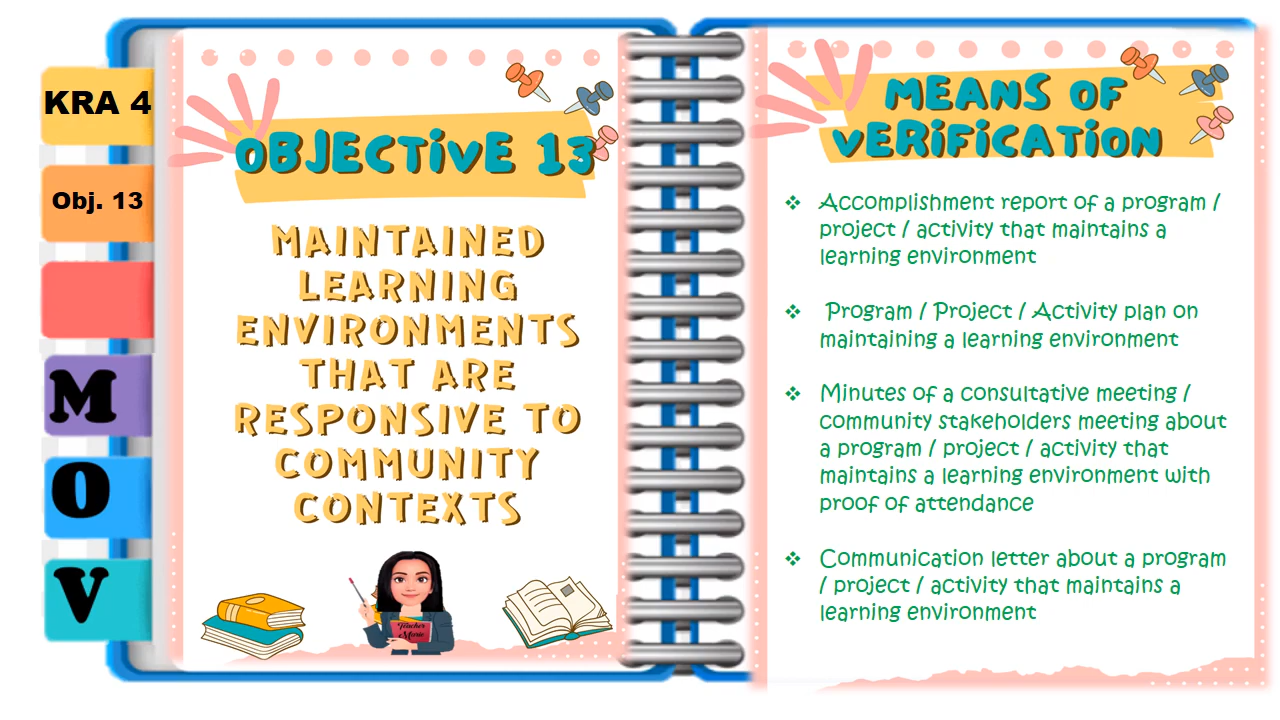 KRA 4
Obj. 13
M
O
V
OBJECTiVE 13
MAINTAINED
LEARNING
ENVIRONMENTS
THAT ARE
RESPONSIVE TO
COMMUNITY
CONTEXTS
Teacher
Marie
MEANS OF
VERiFiCATiON
❖ Accomplishment report of a program /
project / activity that maintains a
learning environment
❖ Program / Project / Activity plan on
maintaining a learning environment
❖ Minutes of a consultative meeting /
community stakeholders meeting about
a program / project / activity that
maintains a learning environment with
proof of attendance
❖ Communication letter about a program
/ project / activity that maintains a
learning environment